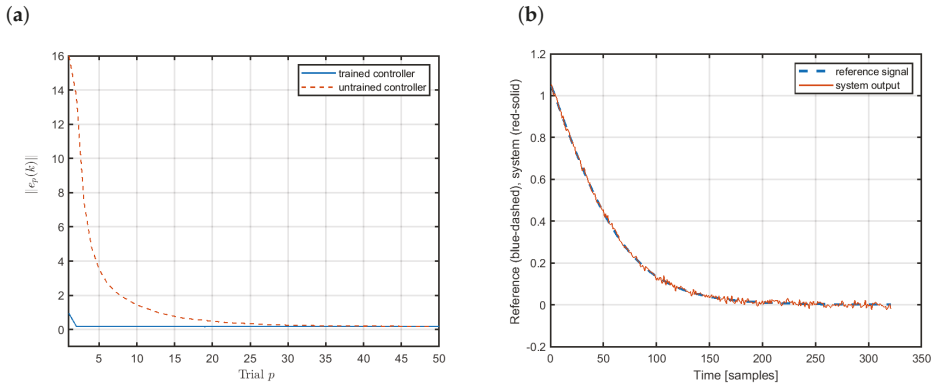 (a)
16
14
12
10
8
6
4
2
0
5 10 15 20 25 30 35 40 45 50
‖e_p(k)‖
Trial p
trained controller
untrained controller
(b)
1.2
1
0.8
0.6
0.4
0.2
0
-0.2
0 50 100 150 200 250 300 350
Reference (blue-dashed), system (red-solid)
Time [samples]
reference signal
system output